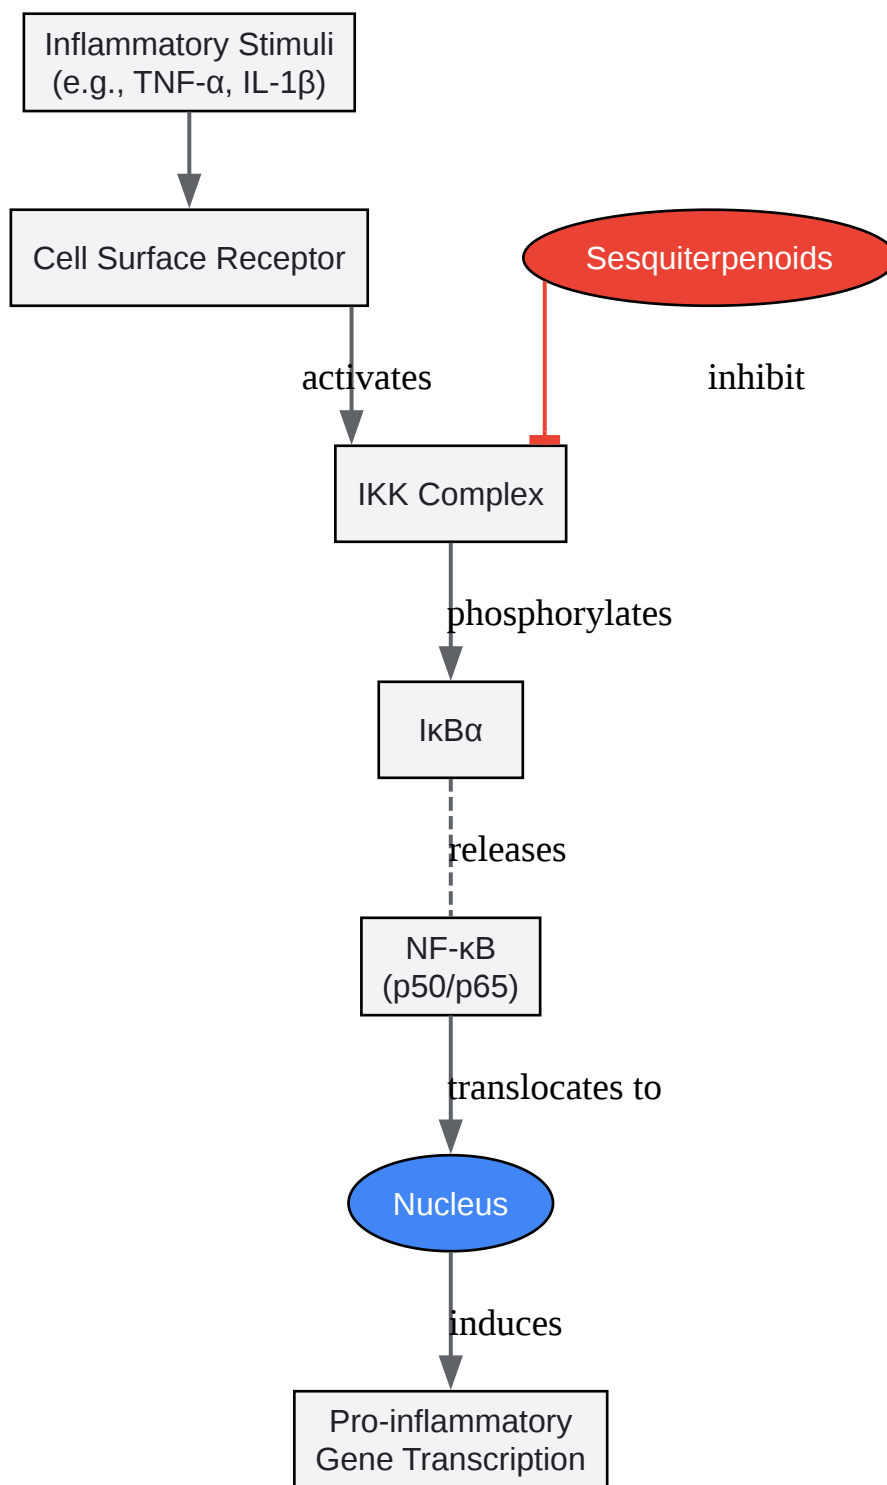 Inflammatory Stimuli
(e.g., TNF-α, IL-1β)
Cell Surface Receptor
Sesquiterpenoids
activates
inhibit
IKK Complex
phosphorylates
IκBα
releases
NF-κB
(p50/p65)
translocates to
Nucleus
induces
Pro-inflammatory
Gene Transcription